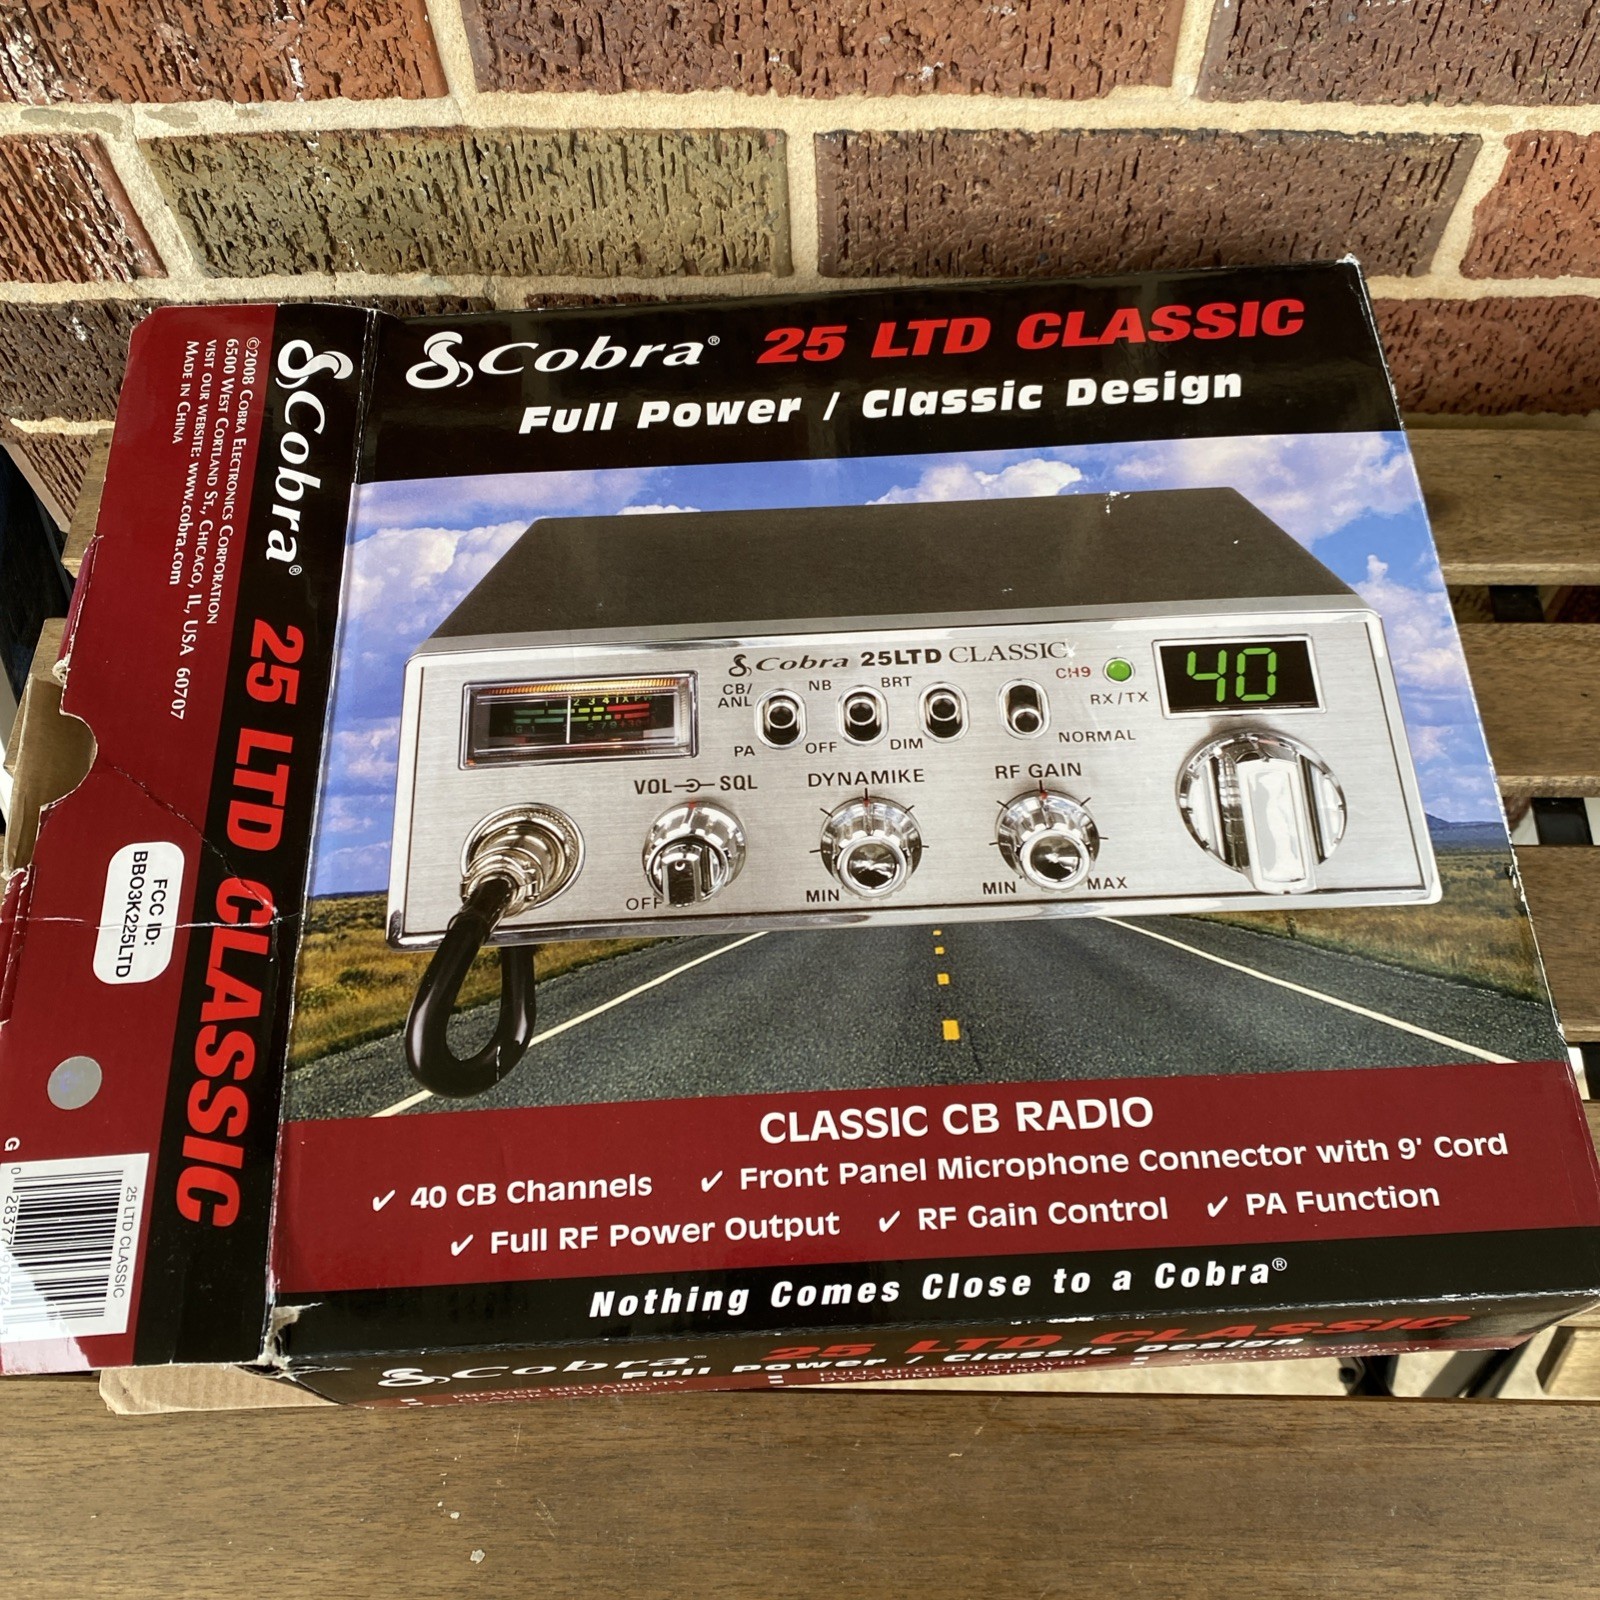 Cobra® 25 LTD CLASSIC
Full Power / Classic Design
Cobra 25LTD CLASSIC
CB/ANL
NB
BRT
CH9
RX/TX
40
PA
OFF
DIM
NORMAL
VOL SQL
DYNAMIKE
RF GAIN
OFF
MIN
MIN
MAX
CLASSIC CB RADIO
✓ 40 CB Channels ✓ Front Panel Microphone Connector with 9' Cord
✓ Full RF Power Output ✓ RF Gain Control ✓ PA Function
Nothing Comes Close to a Cobra®
Cobra® 25 LTD CLASSIC
Full Power / Classic Design
Cobra® 25 LTD CLASSIC
©2008 COBRA ELECTRONICS CORPORATION
6500 WEST CORTLAND ST., CHICAGO, IL, USA 60707
VISIT OUR WEBSITE: www.cobra.com
MADE IN CHINA
FCC ID:
BBO3K225LTD
G
25 LTD CLASSIC